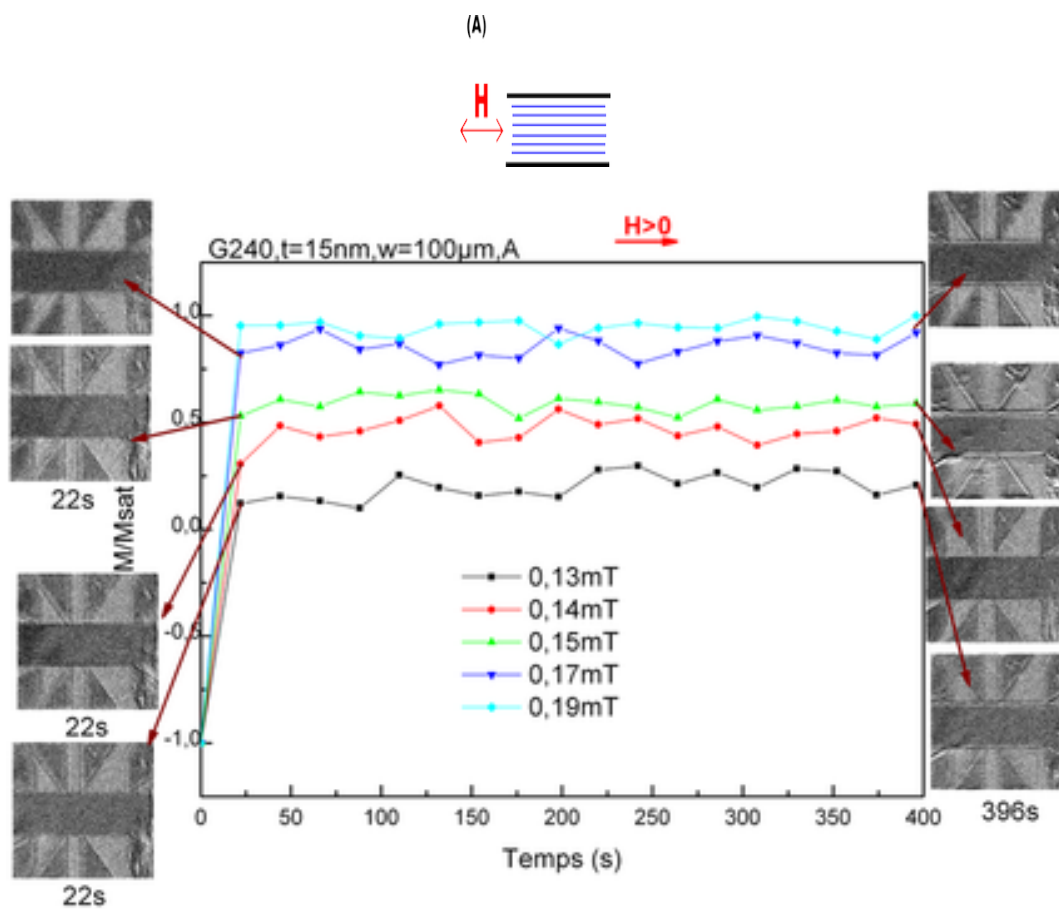 (A)
H
H>0
G240,t=15nm,w=100µm,A
1.0
0.5
0.0
-0.5
-1.0
M/Msat
0,13mT
0,14mT
0,15mT
0,17mT
0,19mT
22s
22s
22s
396s
0 50 100 150 200 250 300 350 400
Temps (s)